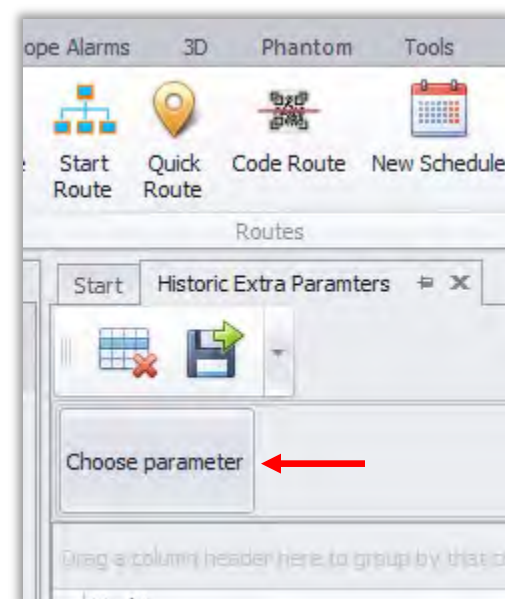 ope Alarms 3D Phantom Tools
Start Route Quick Route Code Route New Schedule
Routes
Start Historic Extra Paramters
Choose parameter
Drag a column header here to group by that